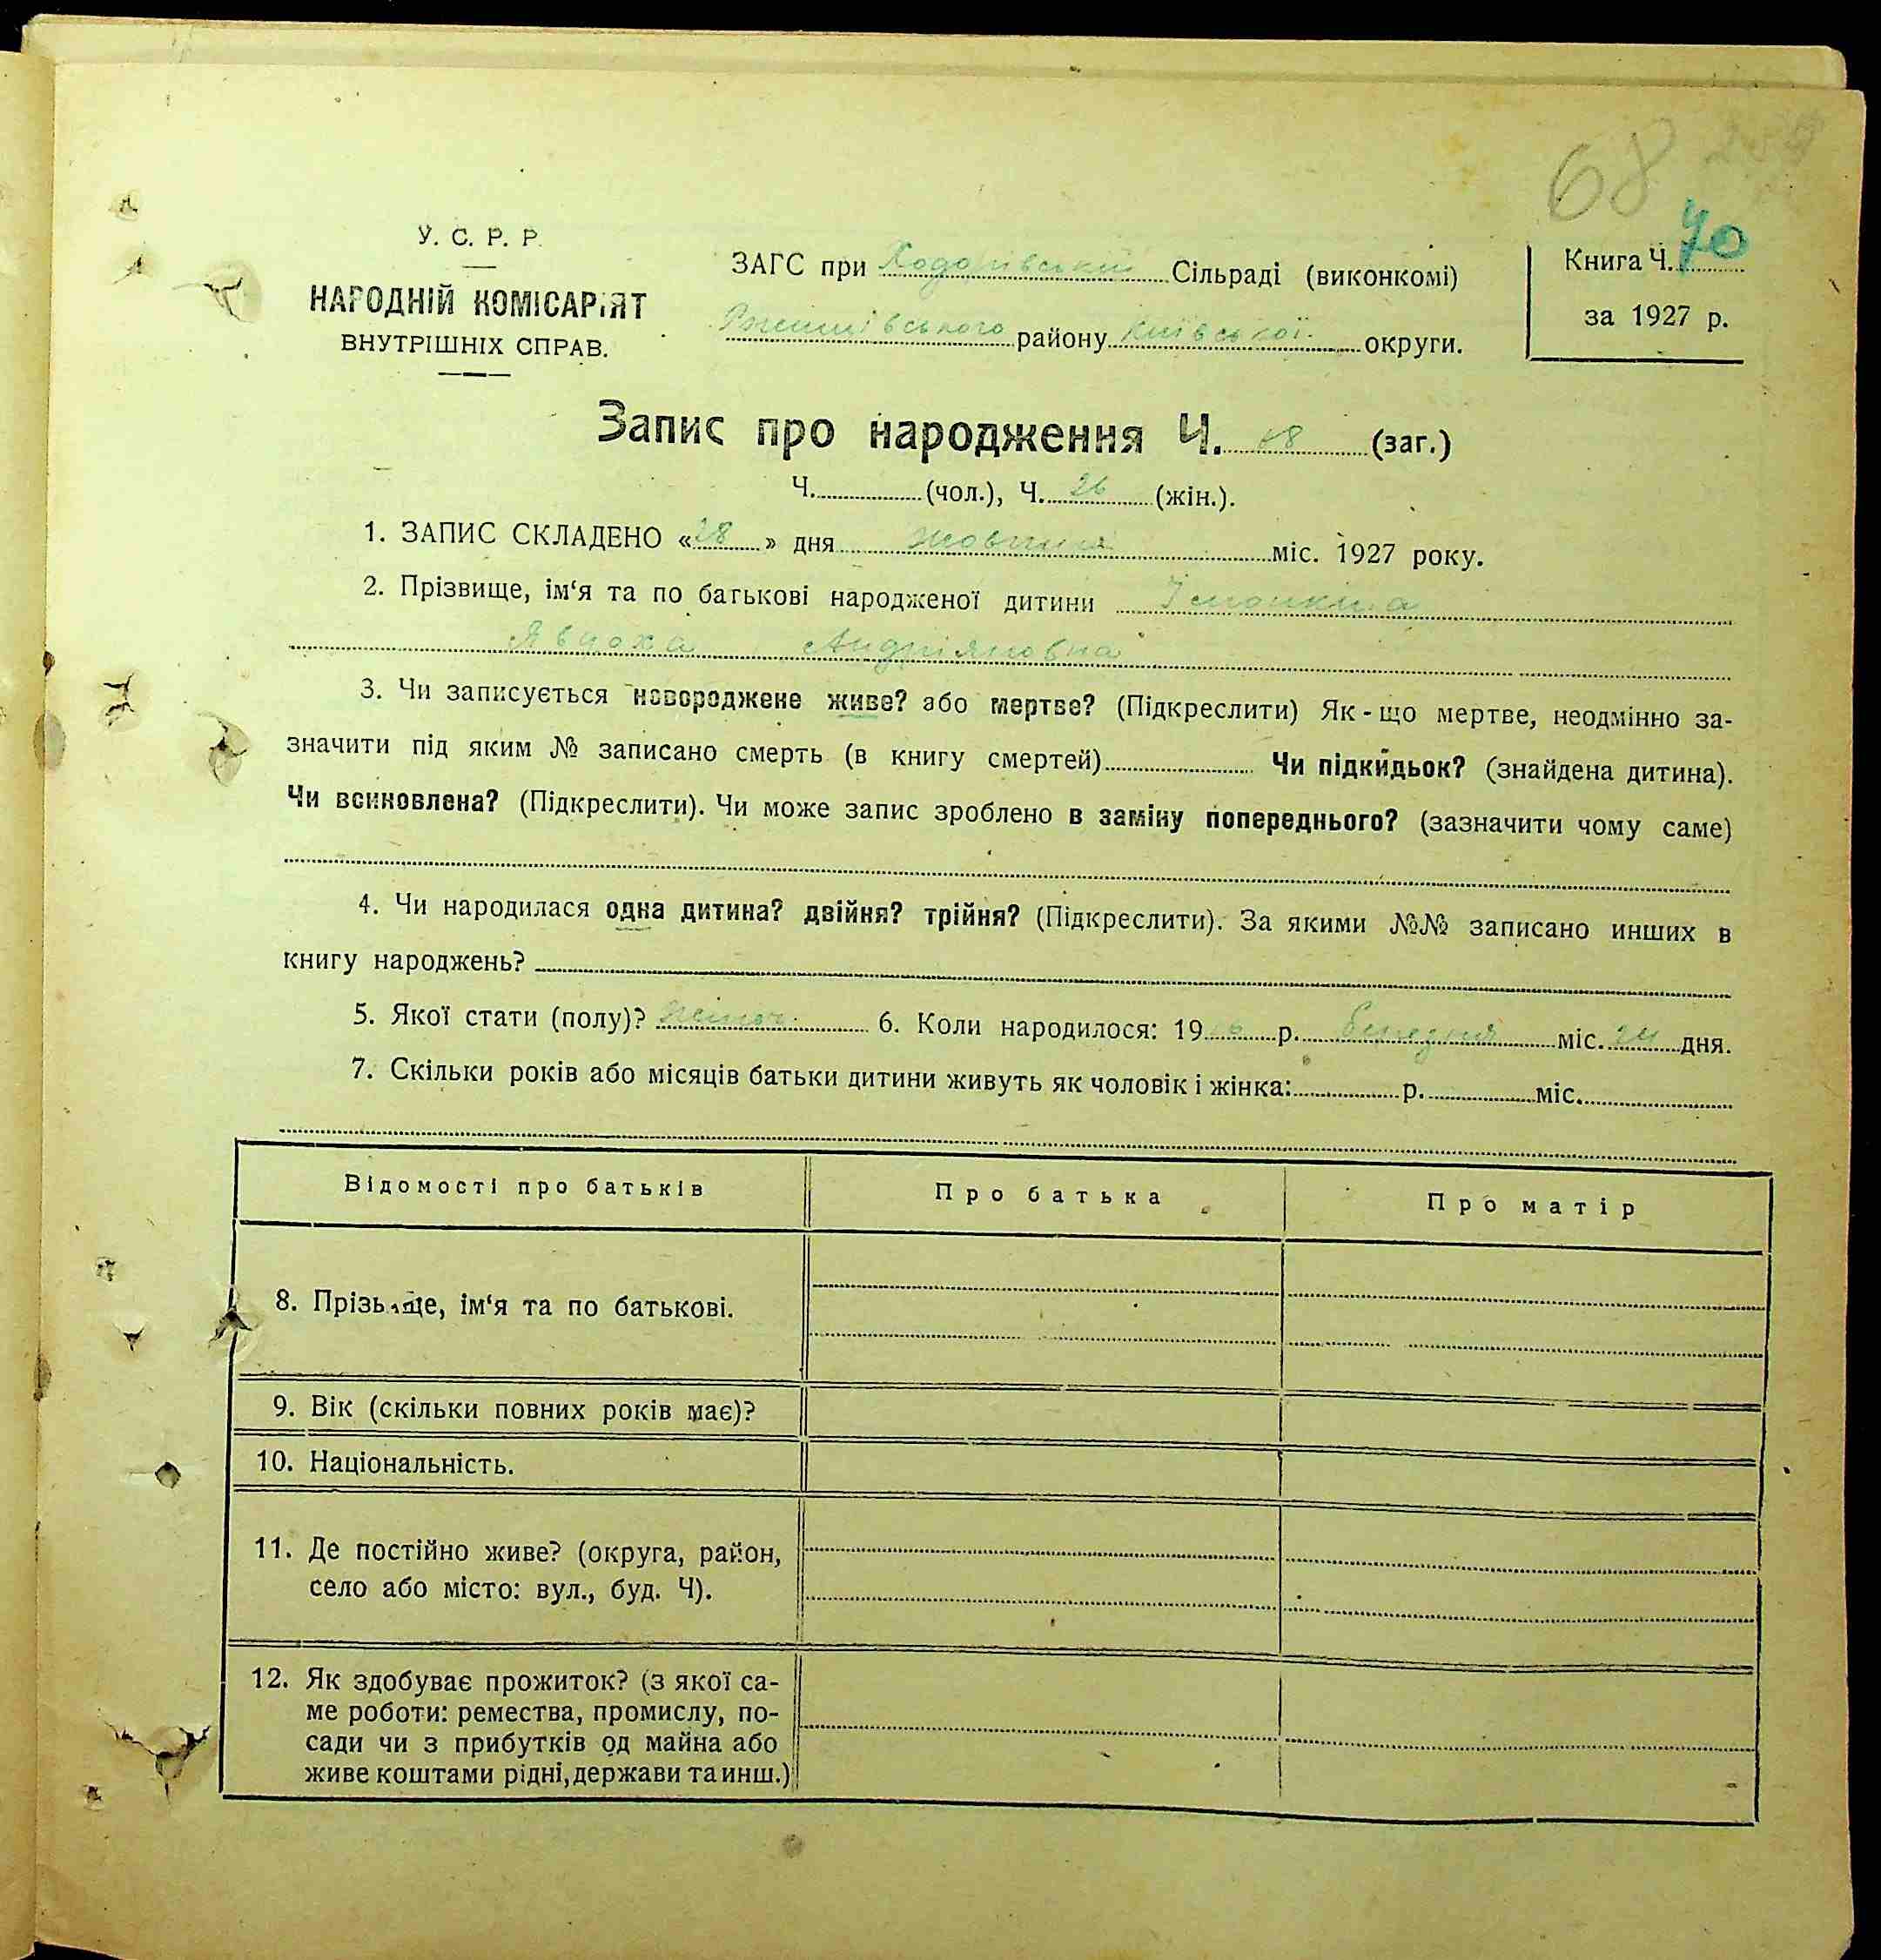 68
70
У. С. Р. Р.
НАРОДНІЙ КОМІСАРІЯТ
ВНУТРІШНІХ СПРАВ.
ЗАГС при Ходорівській Сільраді (виконкомі)
Ржищівського району Київської округи.
Книга Ч.
за 1927 р.
Запис про народження Ч. 68 (заг.)
Ч. (чол.), Ч. 26 (жін.).
1. ЗАПИС СКЛАДЕНО «28» дня жовтня міс. 1927 року.
2. Прізвище, ім'я та по батькові народженої дитини
Явдоха Андріяновна
3. Чи записується новороджене живе? або мертве? (Підкреслити) Як-що мертве, неодмінно за-
значити під яким № записано смерть (в книгу смертей) Чи підкидьок? (знайдена дитина).
Чи всиновлена? (Підкреслити). Чи може запис зроблено в заміну попереднього? (зазначити чому саме)
4. Чи народилася одна дитина? двійня? трійня? (Підкреслити). За якими №№ записано инших в
книгу народжень?
5. Якої стати (полу)? жіноч. 6. Коли народилося: 19 р. березня міс. 24 дня.
7. Скільки років або місяців батьки дитини живуть як чоловік і жінка: р. міс.
Відомості про батьків Про батька Про матір
8. Прізвище, ім'я та по батькові.
9. Вік (скільки повних років має)?
10. Національність.
11. Де постійно живе? (округа, район,
село або місто: вул., буд. Ч).
12. Як здобуває прожиток? (з якої са-
ме роботи: ремества, промислу, по-
сади чи з прибутків од майна або
живе коштами рідні, держави та инш.)